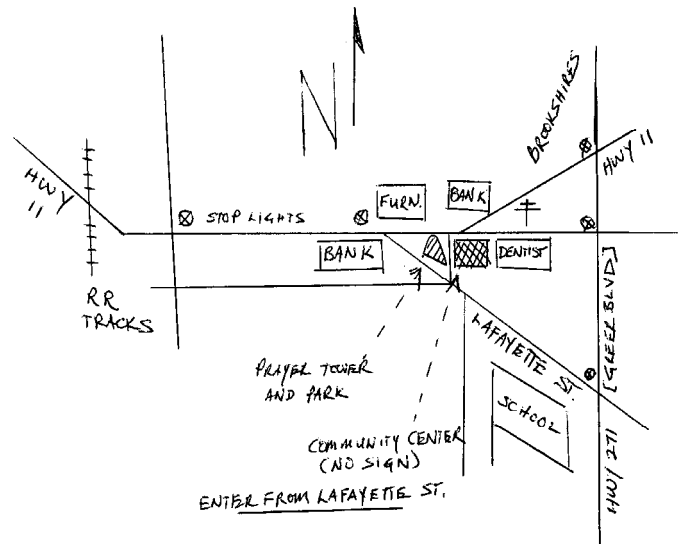 N
BROOKSHIRES
HWY 11
HWY
11
FURN.
BANK
STOP LIGHTS
BANK
DENTIST
RR
TRACKS
[GREER BLVD]
LAFAYETTE ST.
PRAYER TOWER
AND PARK
SCHOOL
COMMUNITY CENTER
(NO SIGN)
HWY 271
ENTER FROM LAFAYETTE ST.